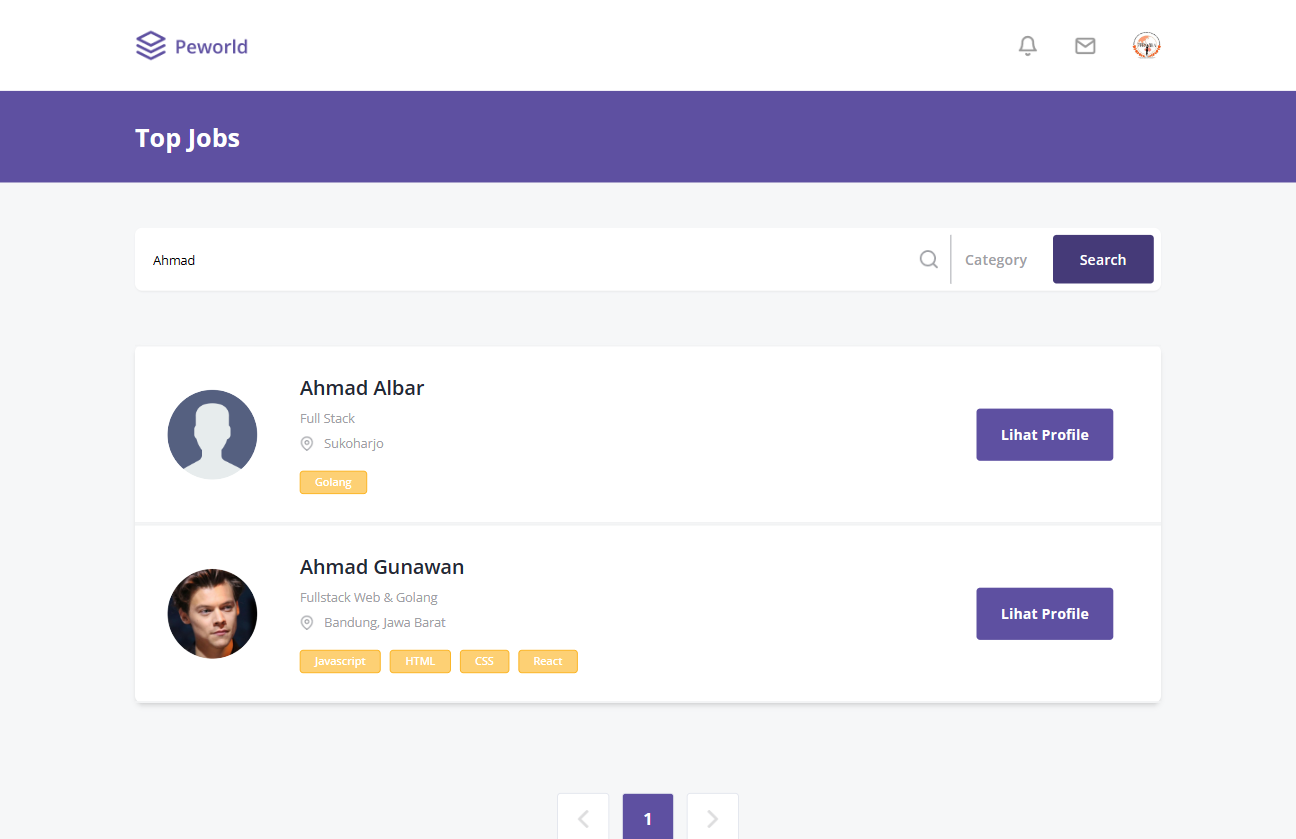 Peworld
Top Jobs
Ahmad
Category
Search
Ahmad Albar
Full Stack
Sukoharjo
Golang
Lihat Profile
Ahmad Gunawan
Fullstack Web & Golang
Bandung, Jawa Barat
Javascript HTML CSS React
Lihat Profile
1